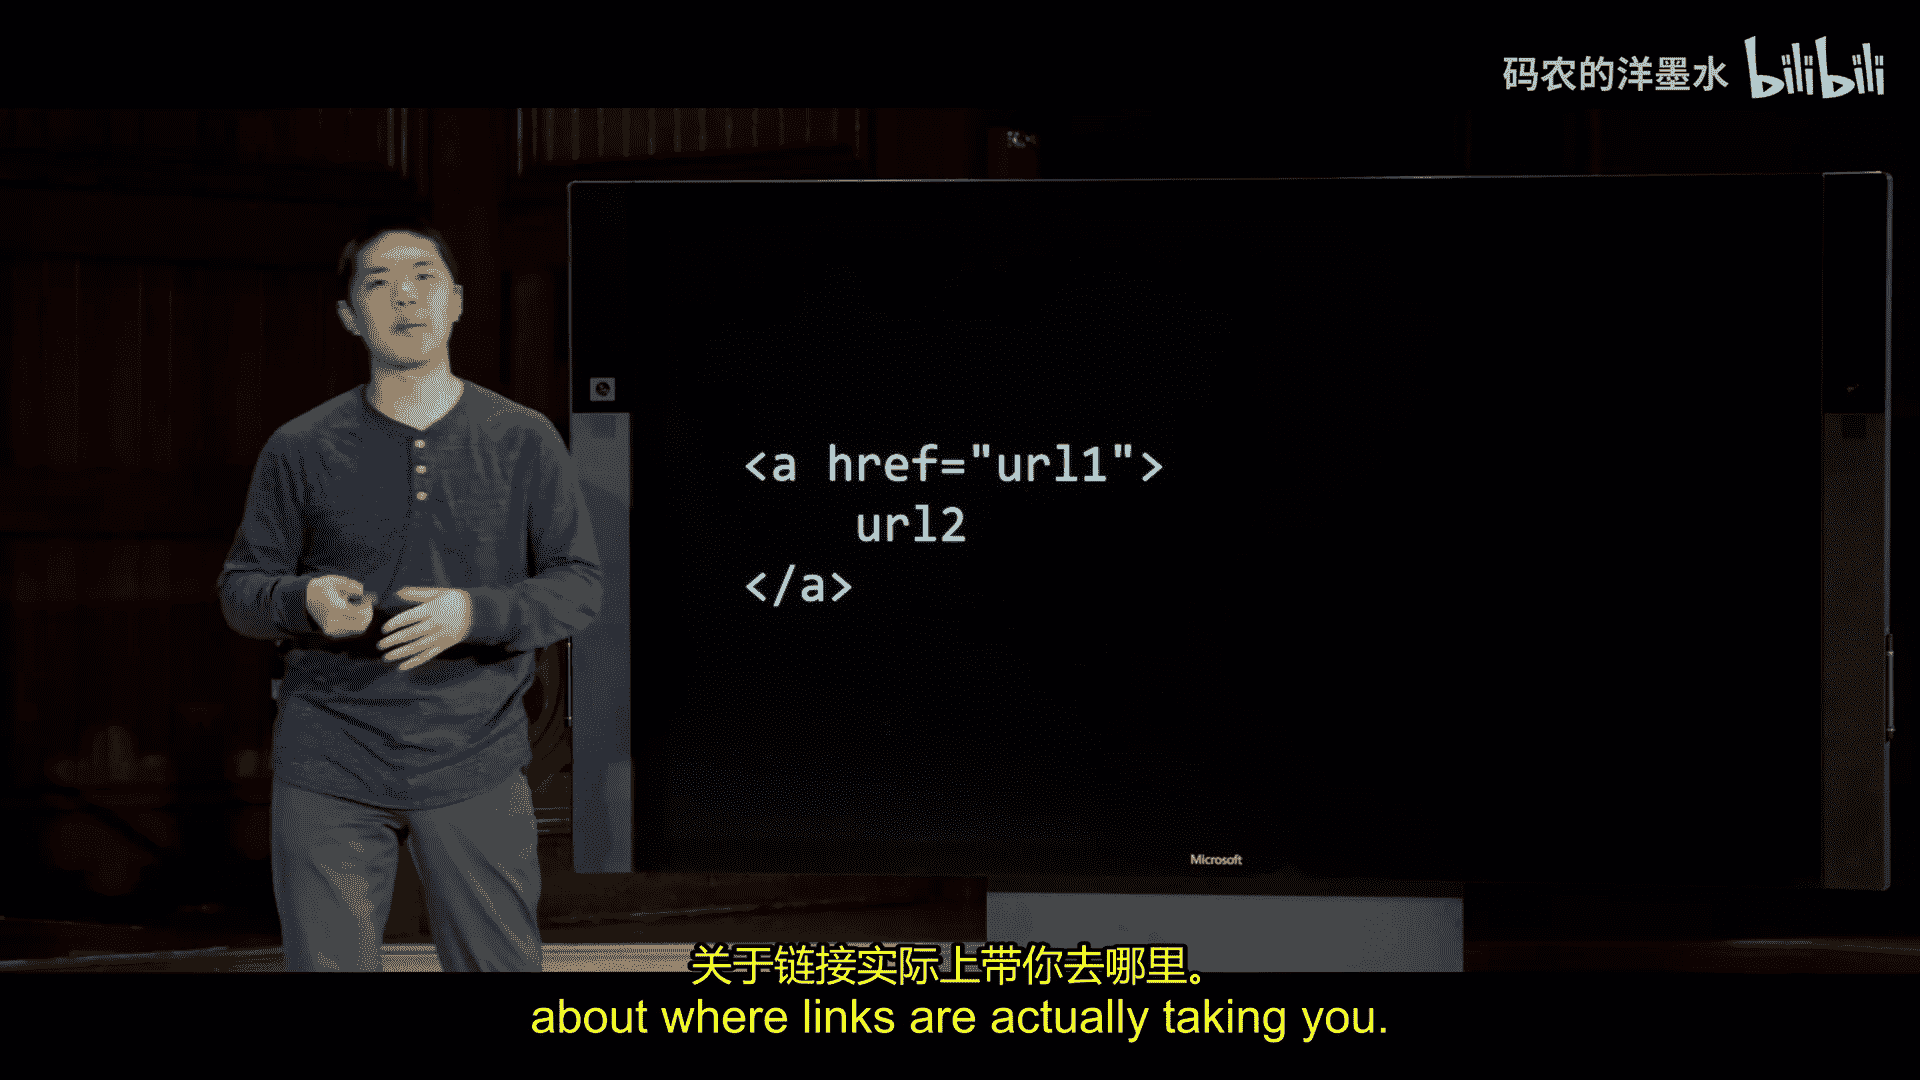 码农的洋墨水 bilibili
<a href="url1">
url2
</a>
Microsoft
关于链接实际上带你去哪里。
about where links are actually taking you.